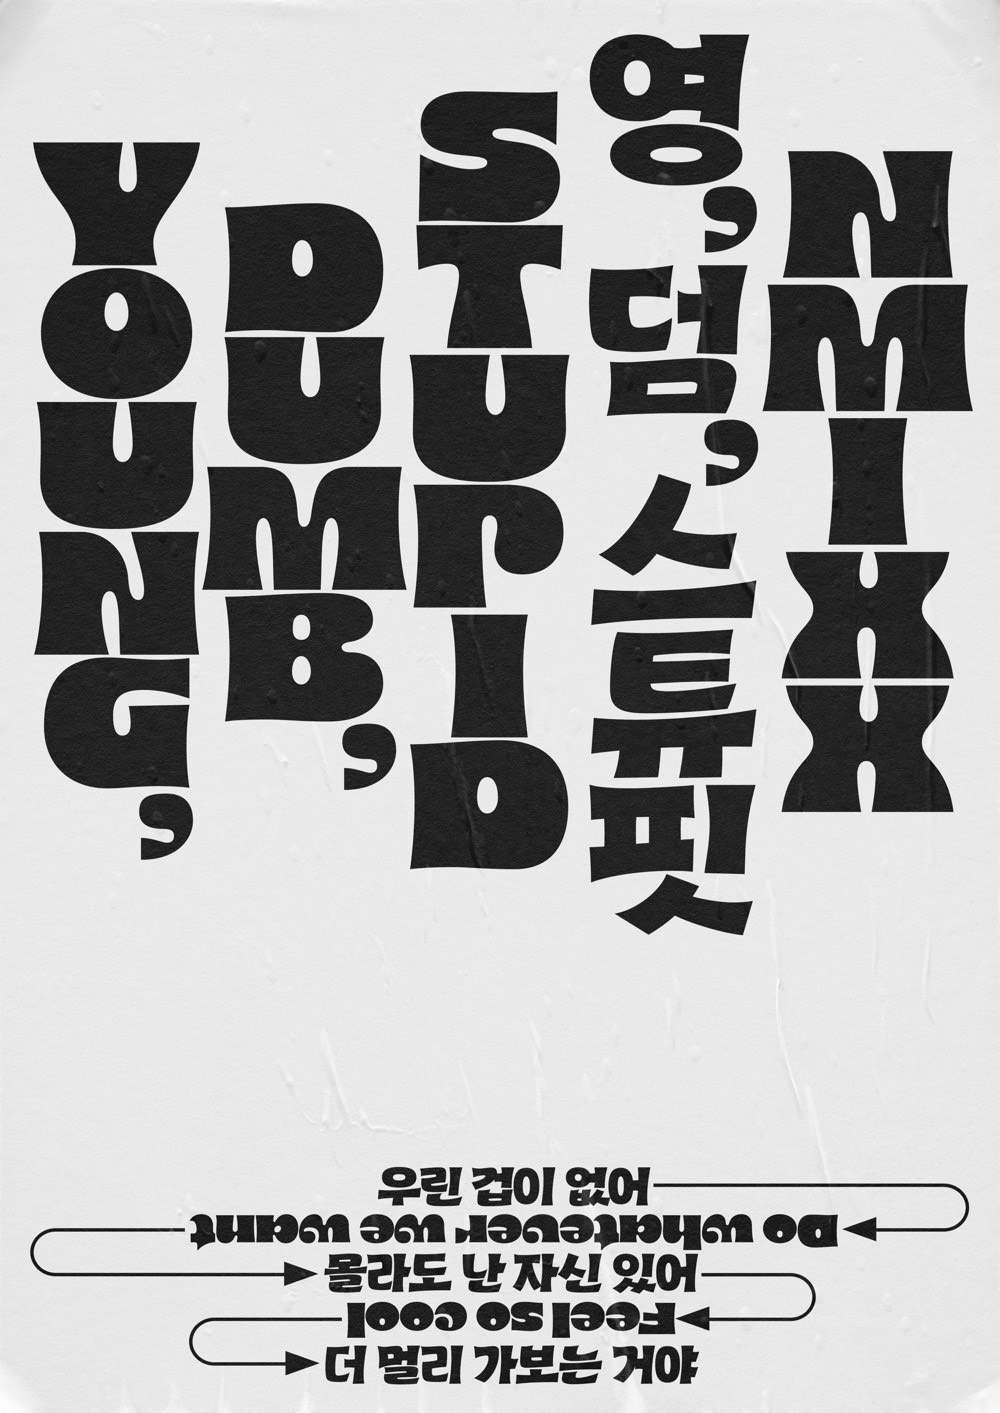 YOUNG,
DUMB,
STUPID
영,덤,스튜핏
NMIXX
우린 겁이 없어
Do whatever we want
몰라도 난 자신 있어
Feel so cool
더 멀리 가보는 거야